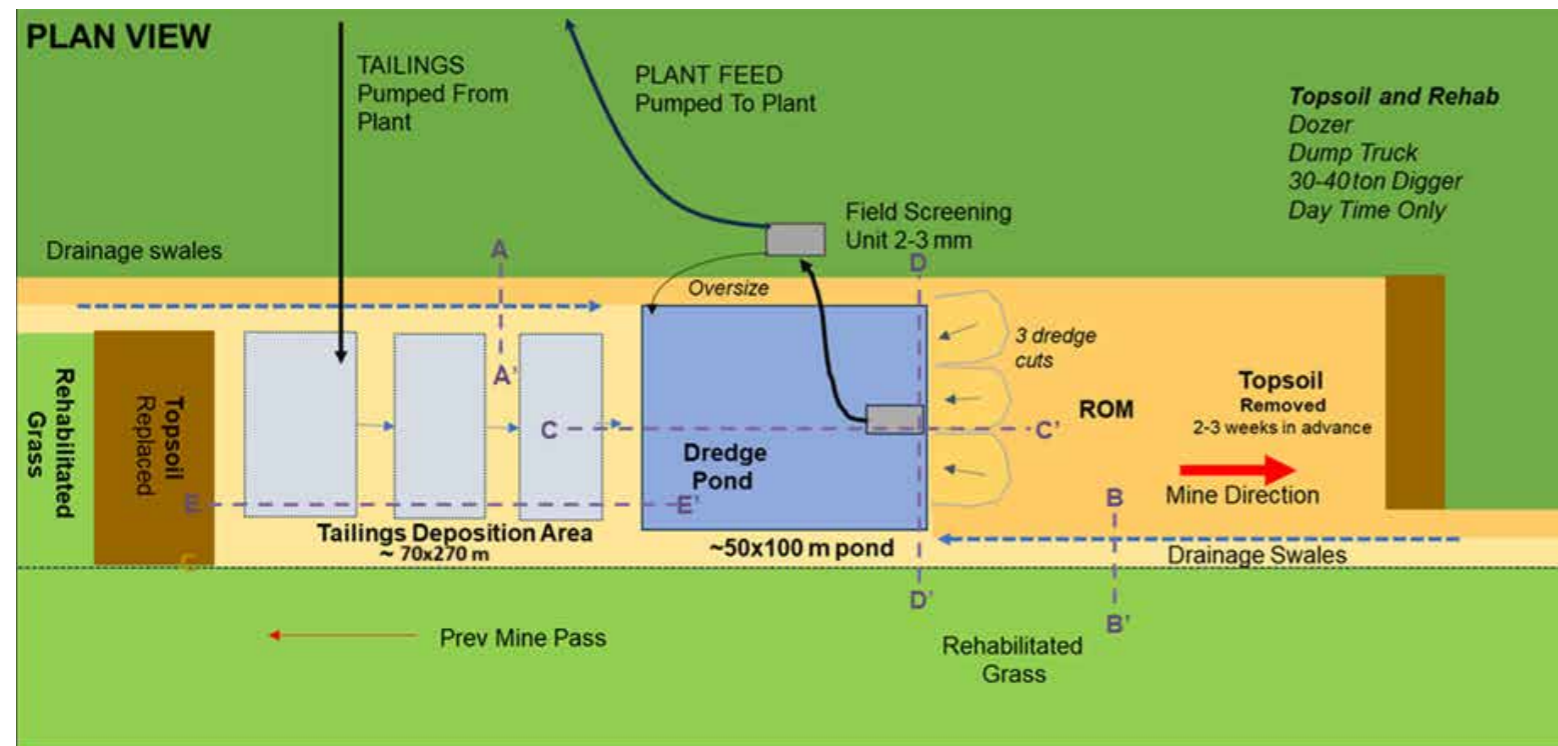 PLAN VIEW
TAILINGS
Pumped From
Plant
PLANT FEED
Pumped To Plant
Topsoil and Rehab
Dozer
Dump Truck
30-40ton Digger
Day Time Only
Field Screening
Unit 2-3 mm
Drainage swales
A
D
Oversize
3 dredge
cuts
A'
Rehabilitated
Grass
Topsoil
Replaced
C
C'
ROM
Topsoil
Removed
2-3 weeks in advance
Mine Direction
Dredge
Pond
E
E'
B
Tailings Deposition Area
~ 70x270 m
~50x100 m pond
Drainage Swales
D'
B'
Prev Mine Pass
Rehabilitated
Grass